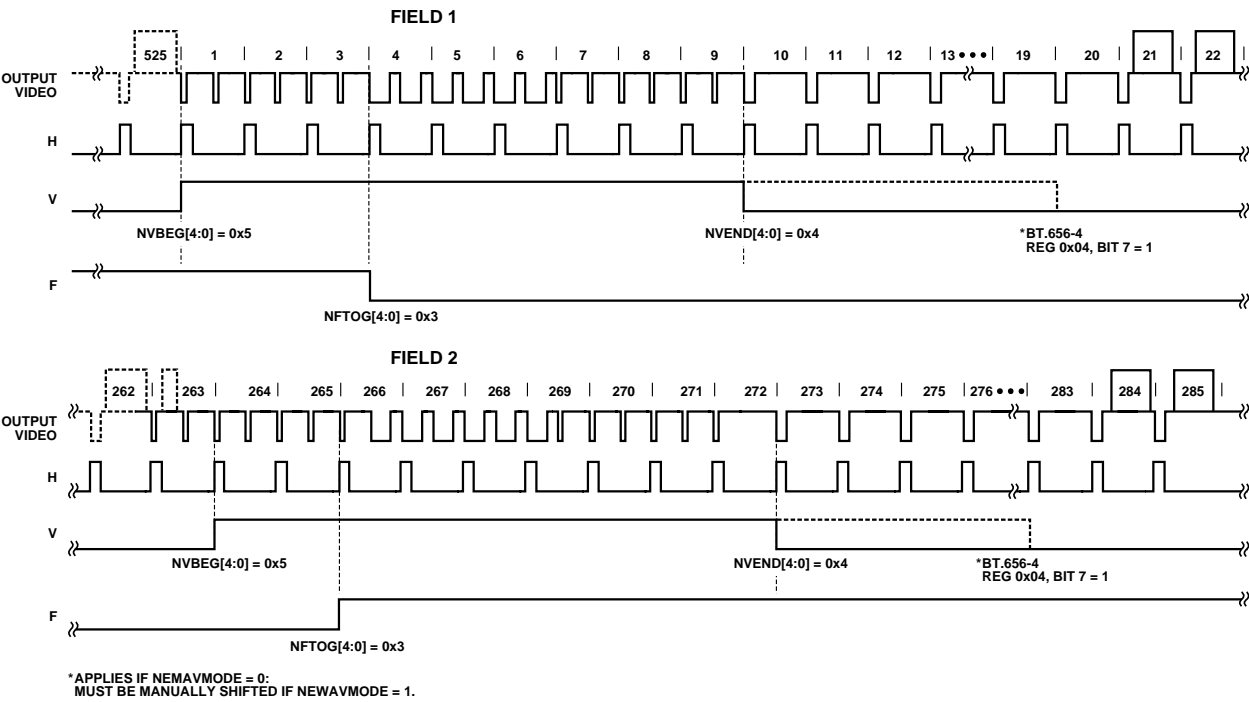 FIELD 1
525 1 2 3 4 5 6 7 8 9 10 11 12 13 ••• 19 20 21 22
OUTPUT
VIDEO
H
V
NVBEG[4:0] = 0x5
NVEND[4:0] = 0x4
*BT.656-4
REG 0x04, BIT 7 = 1
F
NFTOG[4:0] = 0x3
FIELD 2
262 263 264 265 266 267 268 269 270 271 272 273 274 275 276 ••• 283 284 285
OUTPUT
VIDEO
H
V
NVBEG[4:0] = 0x5
NVEND[4:0] = 0x4
*BT.656-4
REG 0x04, BIT 7 = 1
F
NFTOG[4:0] = 0x3
*APPLIES IF NEMAVMODE = 0:
MUST BE MANUALLY SHIFTED IF NEWAVMODE = 1.